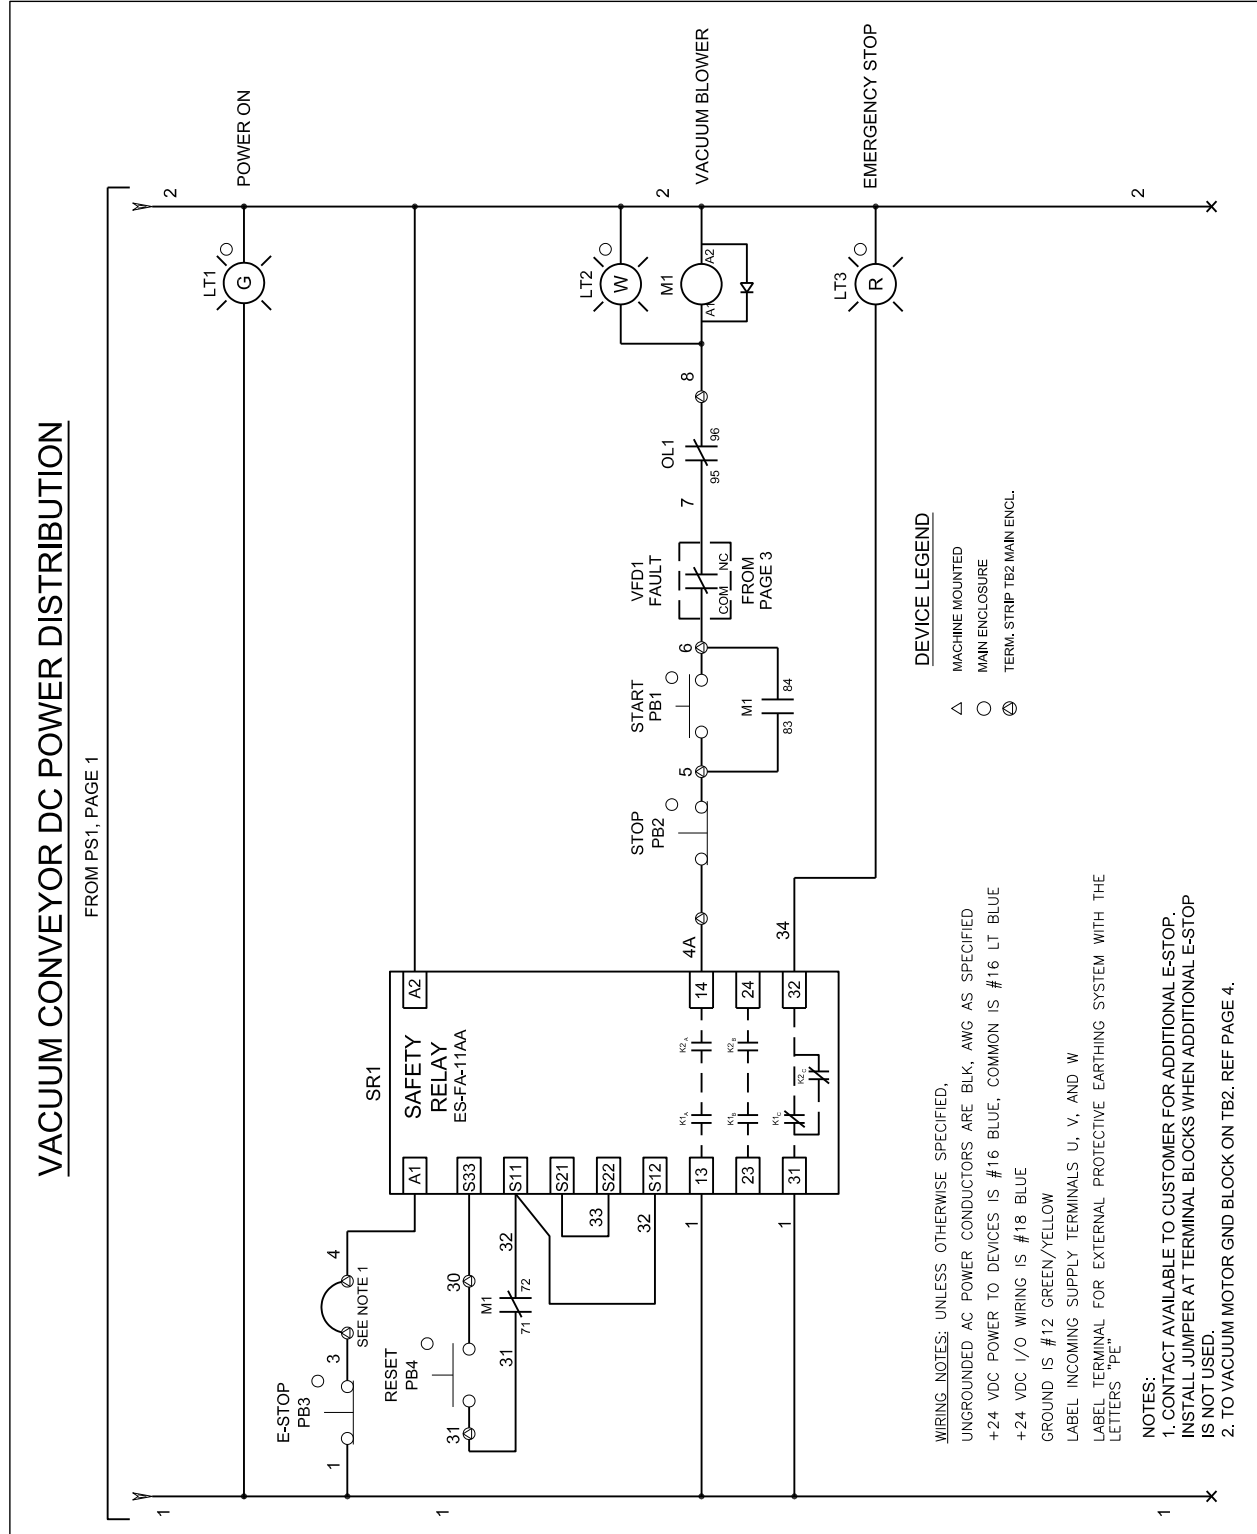 VACUUM CONVEYOR DC POWER DISTRIBUTION
FROM PS1, PAGE 1
1
2
LT1
G
POWER ON
E-STOP
PB3
1
3
SEE NOTE 1
4
SR1
A1
A2
SAFETY
RELAY
ES-FA-11AA
RESET
PB4
1
31
30
S33
31
M1
71
72
32
S11
S21
33
S22
32
S12
LT2
W
2
1
13
K1A
K2A
14
4A
STOP
PB2
5
START
PB1
6
VFD1
FAULT
COM
NC
FROM
PAGE 3
7
OL1
95
96
8
M1
A1
A2
VACUUM BLOWER
M1
83
84
23
K1B
K2B
24
1
31
K1C
K2C
32
34
LT3
R
EMERGENCY STOP
DEVICE LEGEND
MACHINE MOUNTED
MAIN ENCLOSURE
TERM. STRIP TB2 MAIN ENCL.
WIRING NOTES: UNLESS OTHERWISE SPECIFIED,
UNGROUNDED AC POWER CONDUCTORS ARE BLK, AWG AS SPECIFIED
+24 VDC POWER TO DEVICES IS #16 BLUE, COMMON IS #16 LT BLUE
+24 VDC I/O WIRING IS #18 BLUE
GROUND IS #12 GREEN/YELLOW
LABEL INCOMING SUPPLY TERMINALS U, V, AND W
LABEL TERMINAL FOR EXTERNAL PROTECTIVE EARTHING SYSTEM WITH THE
LETTERS "PE"
1
2
NOTES:
1. CONTACT AVAILABLE TO CUSTOMER FOR ADDITIONAL E-STOP.
INSTALL JUMPER AT TERMINAL BLOCKS WHEN ADDITIONAL E-STOP
IS NOT USED.
2. TO VACUUM MOTOR GND BLOCK ON TB2. REF PAGE 4.